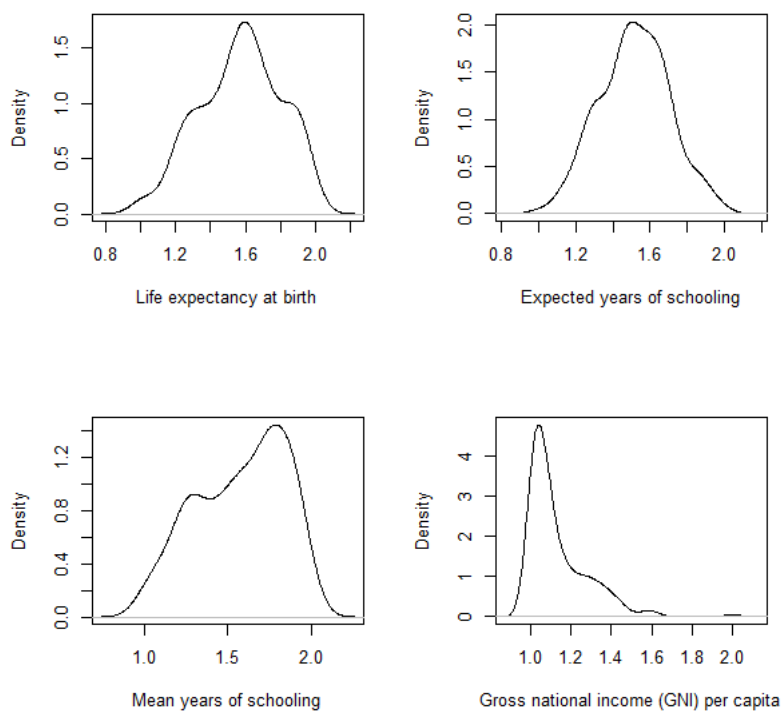 Density
0.0 0.5 1.0 1.5
0.8 1.2 1.6 2.0
Life expectancy at birth
Density
0.0 0.5 1.0 1.5 2.0
0.8 1.2 1.6 2.0
Expected years of schooling
Density
0.0 0.4 0.8 1.2
1.0 1.5 2.0
Mean years of schooling
Density
0 1 2 3 4
1.0 1.2 1.4 1.6 1.8 2.0
Gross national income (GNI) per capita